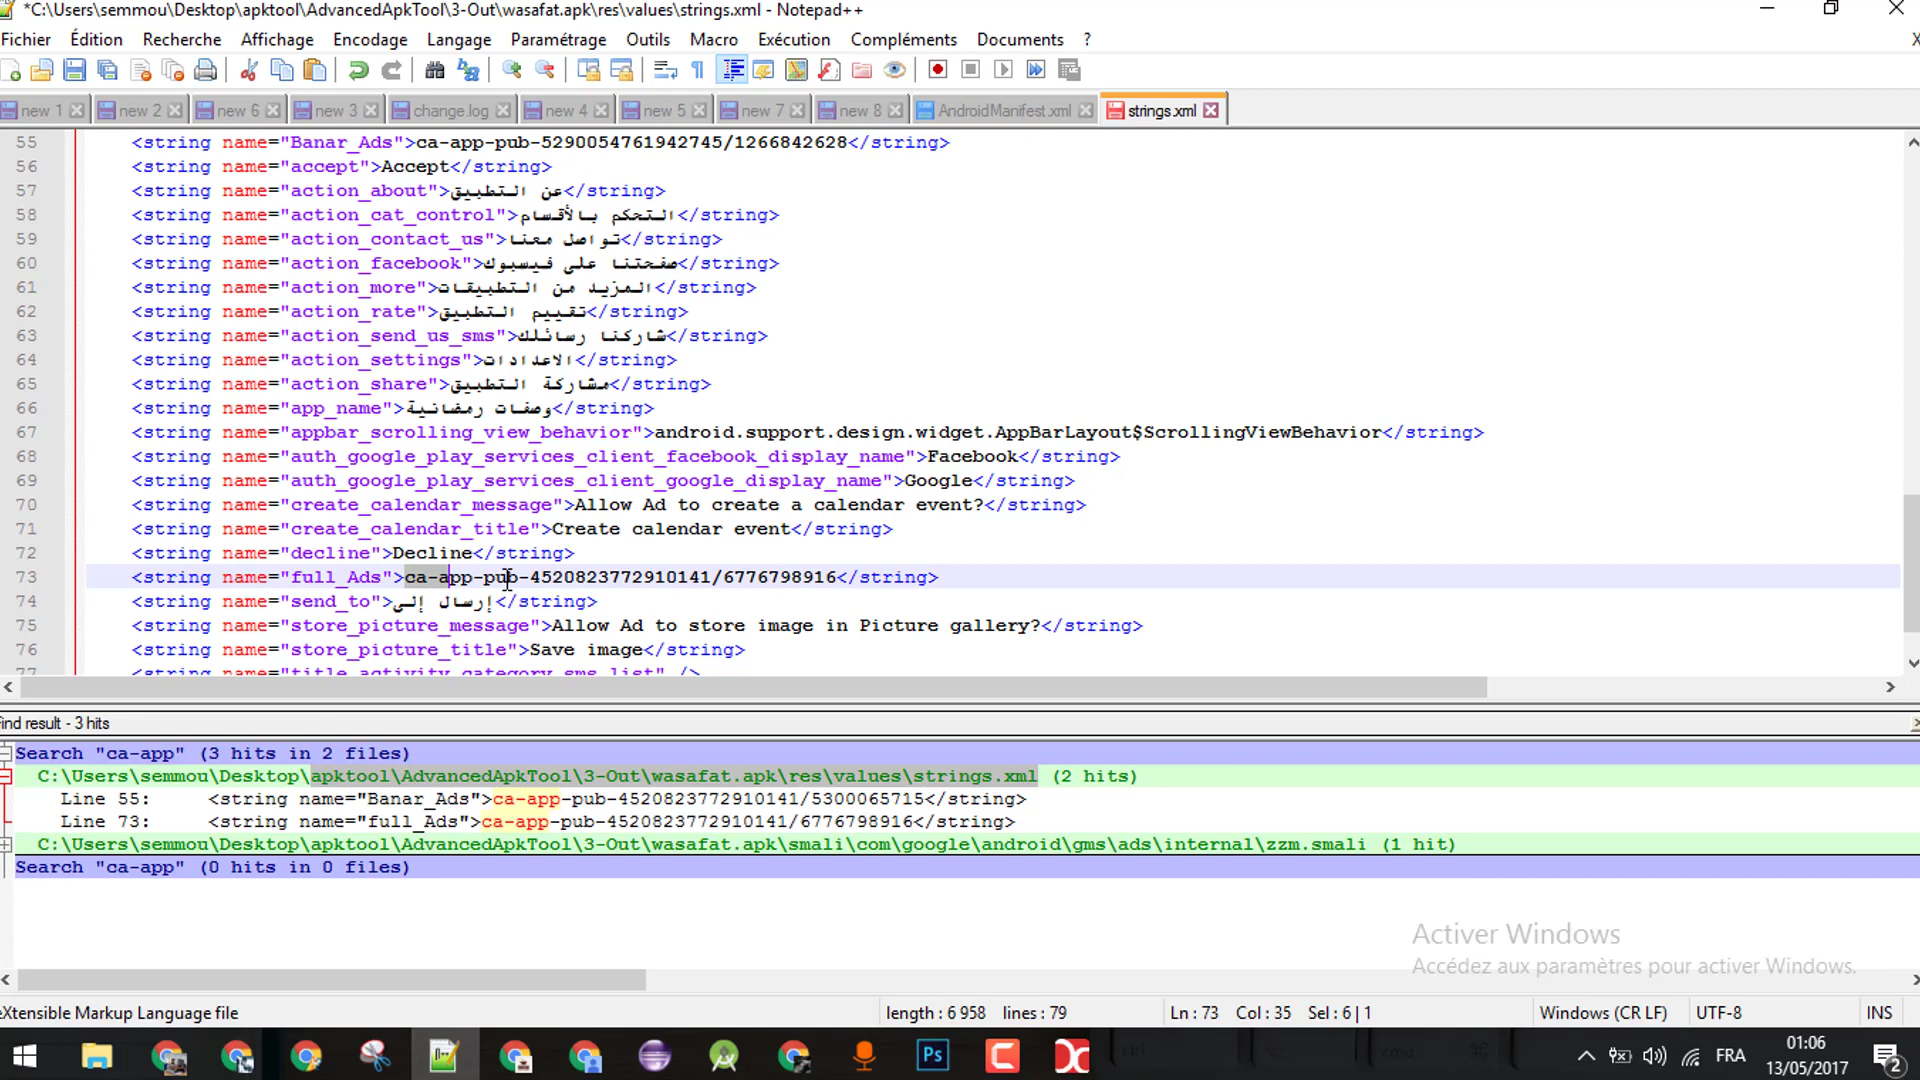 *C:\Users\semmou\Desktop\apktool\AdvancedApkTool\3-Out\wasafat.apk\res\values\strings.xml - Notepad++
Fichier Édition Recherche Affichage Encodage Langage Paramétrage Outils Macro Exécution Compléments Documents ? X
new 1 new 2 new 6 new 3 change.log new 4 new 5 new 7 new 8 AndroidManifest.xml strings.xml
55 <string name="Banar_Ads">ca-app-pub-5290054761942745/1266842628</string>
56 <string name="accept">Accept</string>
57 <string name="action_about">عن التطبيق</string>
58 <string name="action_cat_control">التحكم بالأقسام</string>
59 <string name="action_contact_us">تواصل معنا</string>
60 <string name="action_facebook">صفحتنا على فيسبوك</string>
61 <string name="action_more">المزيد من التطبيقات</string>
62 <string name="action_rate">تقييم التطبيق</string>
63 <string name="action_send_us_sms">شاركنا رسائلك</string>
64 <string name="action_settings">الاعدادات</string>
65 <string name="action_share">مشاركة التطبيق</string>
66 <string name="app_name">وصفات رمضانية</string>
67 <string name="appbar_scrolling_view_behavior">android.support.design.widget.AppBarLayout$ScrollingViewBehavior</string>
68 <string name="auth_google_play_services_client_facebook_display_name">Facebook</string>
69 <string name="auth_google_play_services_client_google_display_name">Google</string>
70 <string name="create_calendar_message">Allow Ad to create a calendar event?</string>
71 <string name="create_calendar_title">Create calendar event</string>
72 <string name="decline">Decline</string>
73 <string name="full_Ads">ca-app-pub-4520823772910141/6776798916</string>
74 <string name="send_to">إرسال إلى</string>
75 <string name="store_picture_message">Allow Ad to store image in Picture gallery?</string>
76 <string name="store_picture_title">Save image</string>
77 <string name="title_activity_category_sms_list" />
ind result - 3 hits
Search "ca-app" (3 hits in 2 files)
C:\Users\semmou\Desktop\apktool\AdvancedApkTool\3-Out\wasafat.apk\res\values\strings.xml (2 hits)
Line 55: <string name="Banar_Ads">ca-app-pub-4520823772910141/5300065715</string>
Line 73: <string name="full_Ads">ca-app-pub-4520823772910141/6776798916</string>
C:\Users\semmou\Desktop\apktool\AdvancedApkTool\3-Out\wasafat.apk\smali\com\google\android\gms\ads\internal\zzm.smali (1 hit)
Search "ca-app" (0 hits in 0 files)
Activer Windows
Accédez aux paramètres pour activer Windows.
eXtensible Markup Language file length : 6 958 lines : 79 Ln : 73 Col : 35 Sel : 6 | 1 Windows (CR LF) UTF-8 INS
Ps FRA 01:06
13/05/2017 2